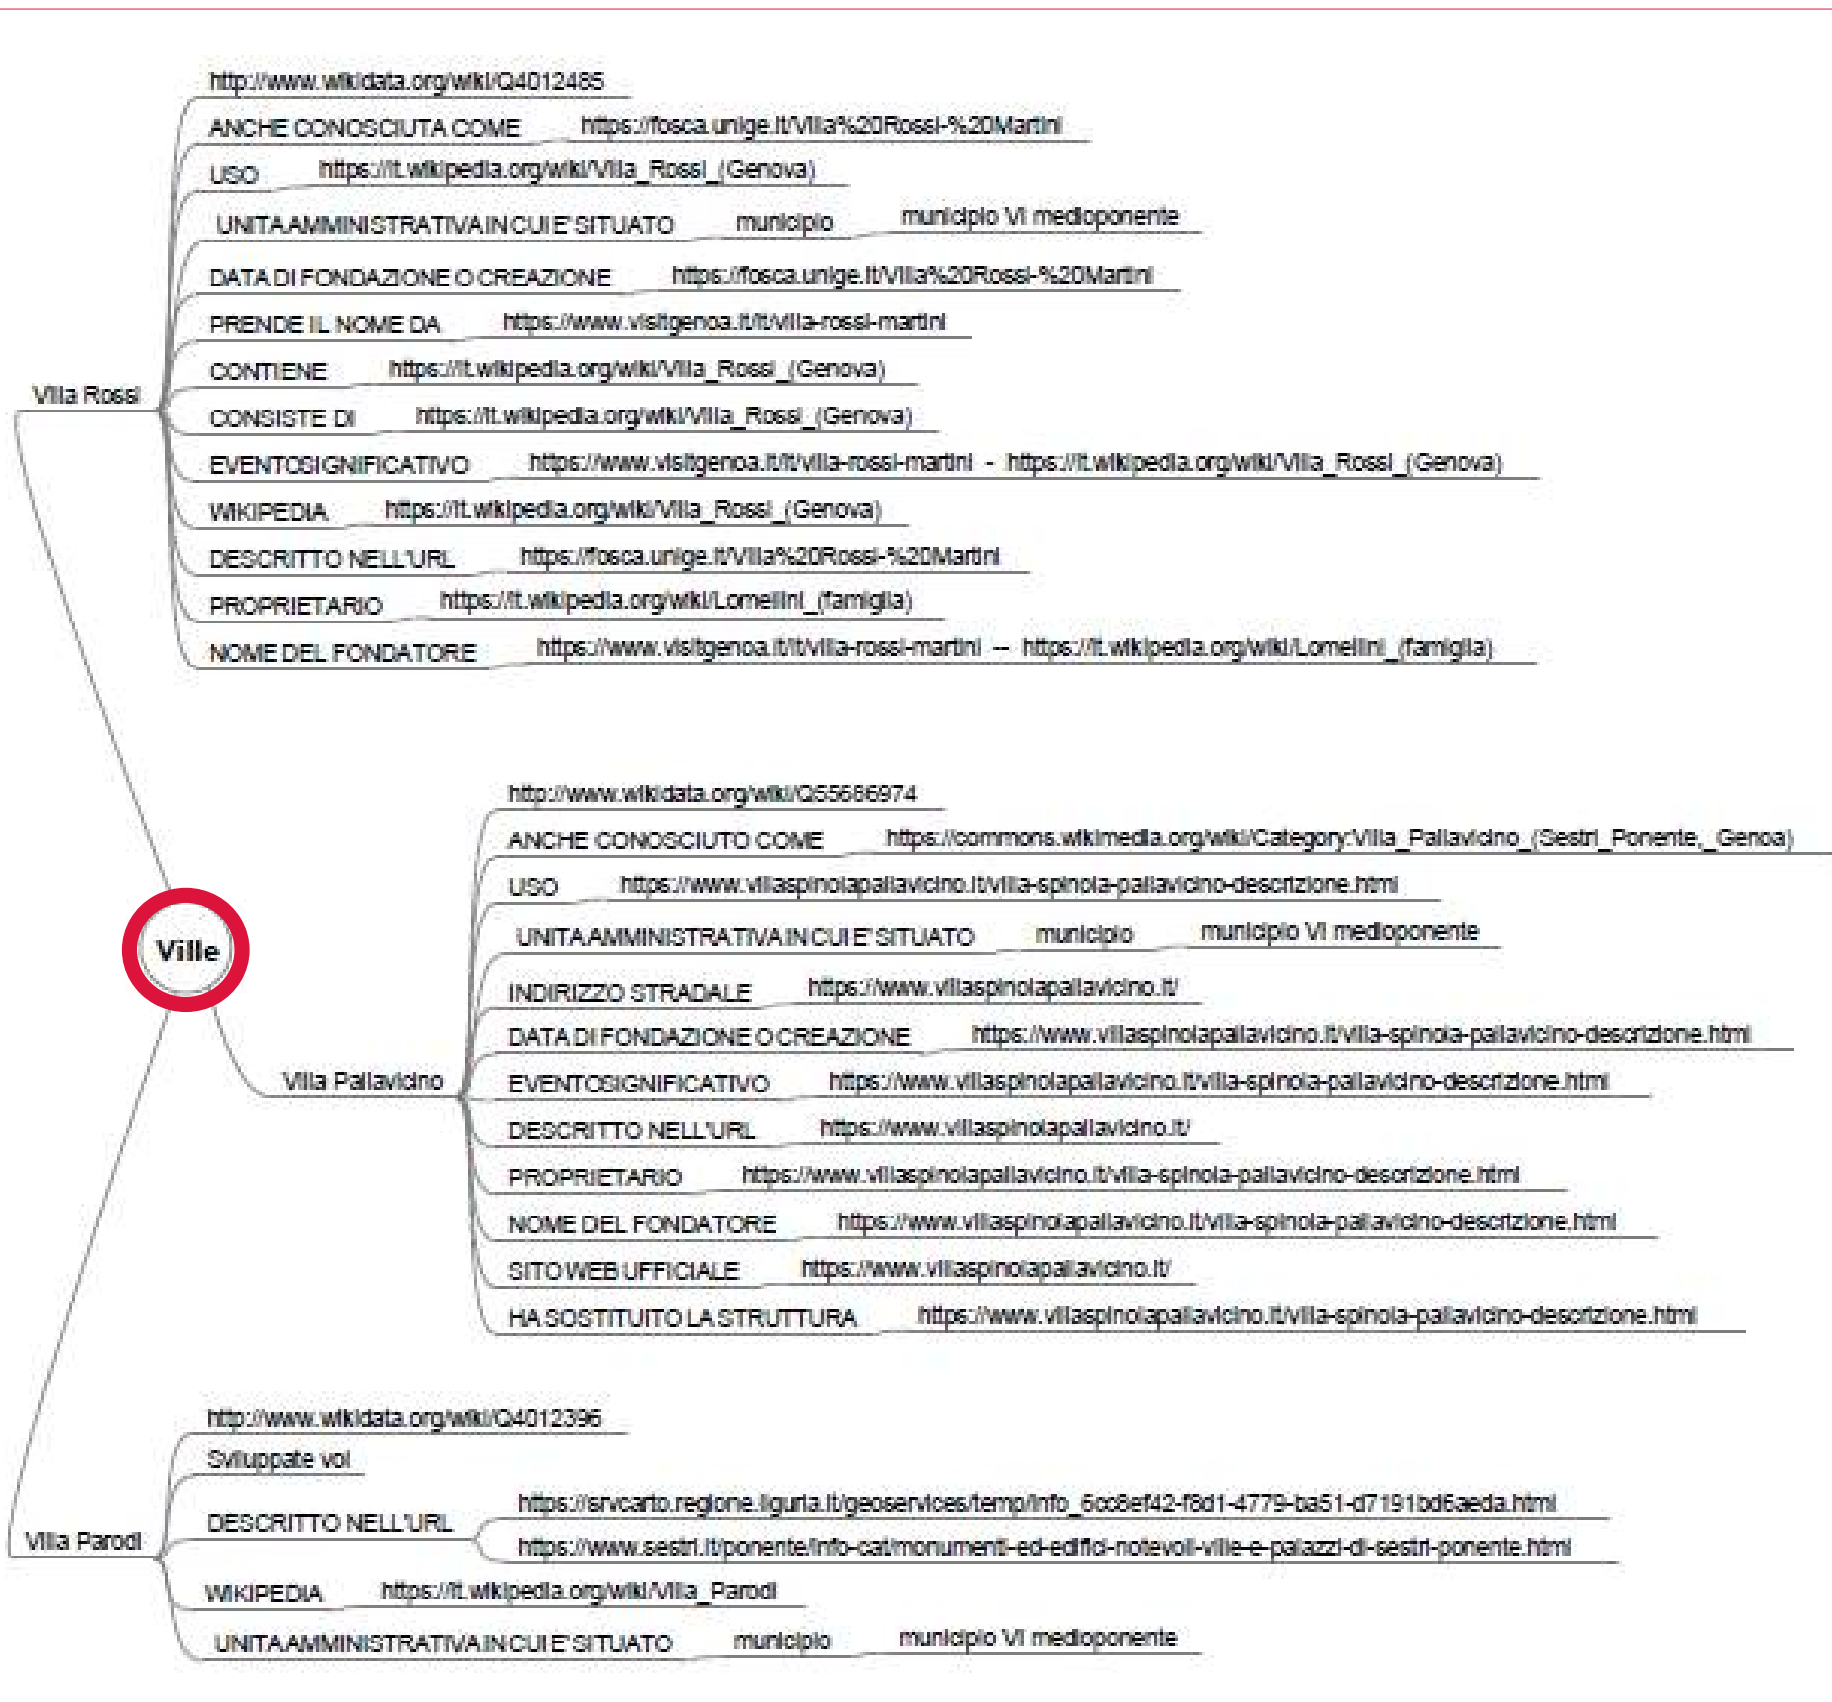 http://www.wikidata.org/wiki/Q4012485
ANCHE CONOSCIUTA COME https://fosca.unige.it/Villa%20Rossi-%20Martini
USO https://it.wikipedia.org/wiki/Villa_Rossi_(Genova)
UNITA AMMINISTRATIVA IN CUI E' SITUATO municipio municipio VI medioponente
DATA DI FONDAZIONE O CREAZIONE https://fosca.unige.it/Villa%20Rossi-%20Martini
PRENDE IL NOME DA https://www.visitgenoa.it/it/villa-rossi-martini
CONTIENE https://it.wikipedia.org/wiki/Villa_Rossi_(Genova)
Villa Rossi
CONSISTE DI https://it.wikipedia.org/wiki/Villa_Rossi_(Genova)
EVENTO SIGNIFICATIVO https://www.visitgenoa.it/it/villa-rossi-martini - https://it.wikipedia.org/wiki/Villa_Rossi_(Genova)
WIKIPEDIA https://it.wikipedia.org/wiki/Villa_Rossi_(Genova)
DESCRITTO NELL'URL https://fosca.unige.it/Villa%20Rossi-%20Martini
PROPRIETARIO https://it.wikipedia.org/wiki/Lomellini_(famiglia)
NOME DEL FONDATORE https://www.visitgenoa.it/it/villa-rossi-martini -- https://it.wikipedia.org/wiki/Lomellini_(famiglia)
http://www.wikidata.org/wiki/Q55686974
ANCHE CONOSCIUTO COME https://commons.wikimedia.org/wiki/Category:Villa_Pallavicino_(Sestri_Ponente,_Genoa)
USO https://www.villaspinolapallavicino.it/villa-spinola-pallavicino-descrizione.html
UNITA AMMINISTRATIVA IN CUI E' SITUATO municipio municipio VI medioponente
Ville
INDIRIZZO STRADALE https://www.villaspinolapallavicino.it/
DATA DI FONDAZIONE O CREAZIONE https://www.villaspinolapallavicino.it/villa-spinola-pallavicino-descrizione.html
Villa Pallavicino
EVENTO SIGNIFICATIVO https://www.villaspinolapallavicino.it/villa-spinola-pallavicino-descrizione.html
DESCRITTO NELL'URL https://www.villaspinolapallavicino.it/
PROPRIETARIO https://www.villaspinolapallavicino.it/villa-spinola-pallavicino-descrizione.html
NOME DEL FONDATORE https://www.villaspinolapallavicino.it/villa-spinola-pallavicino-descrizione.html
SITO WEB UFFICIALE https://www.villaspinolapallavicino.it/
HA SOSTITUITO LA STRUTTURA https://www.villaspinolapallavicino.it/villa-spinola-pallavicino-descrizione.html
http://www.wikidata.org/wiki/Q4012396
Sviluppate voi
DESCRITTO NELL'URL https://srvcarto.regione.liguria.it/geoservices/temp/info_6cc8ef42-f8d1-4779-ba51-d7191bd6aeda.html
https://www.sestri.it/ponente/info-cat/monumenti-ed-edifici-notevoli-ville-e-palazzi-di-sestri-ponente.html
Villa Parodi
WIKIPEDIA https://it.wikipedia.org/wiki/Villa_Parodi
UNITA AMMINISTRATIVA IN CUI E' SITUATO municipio municipio VI medioponente